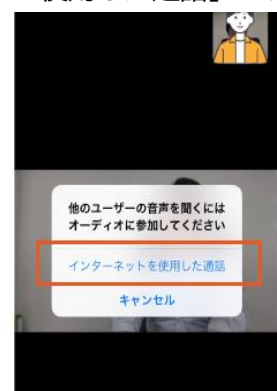 他のユーザーの音声を聞くには
オーディオに参加してください
インターネットを使用した通話
キャンセル